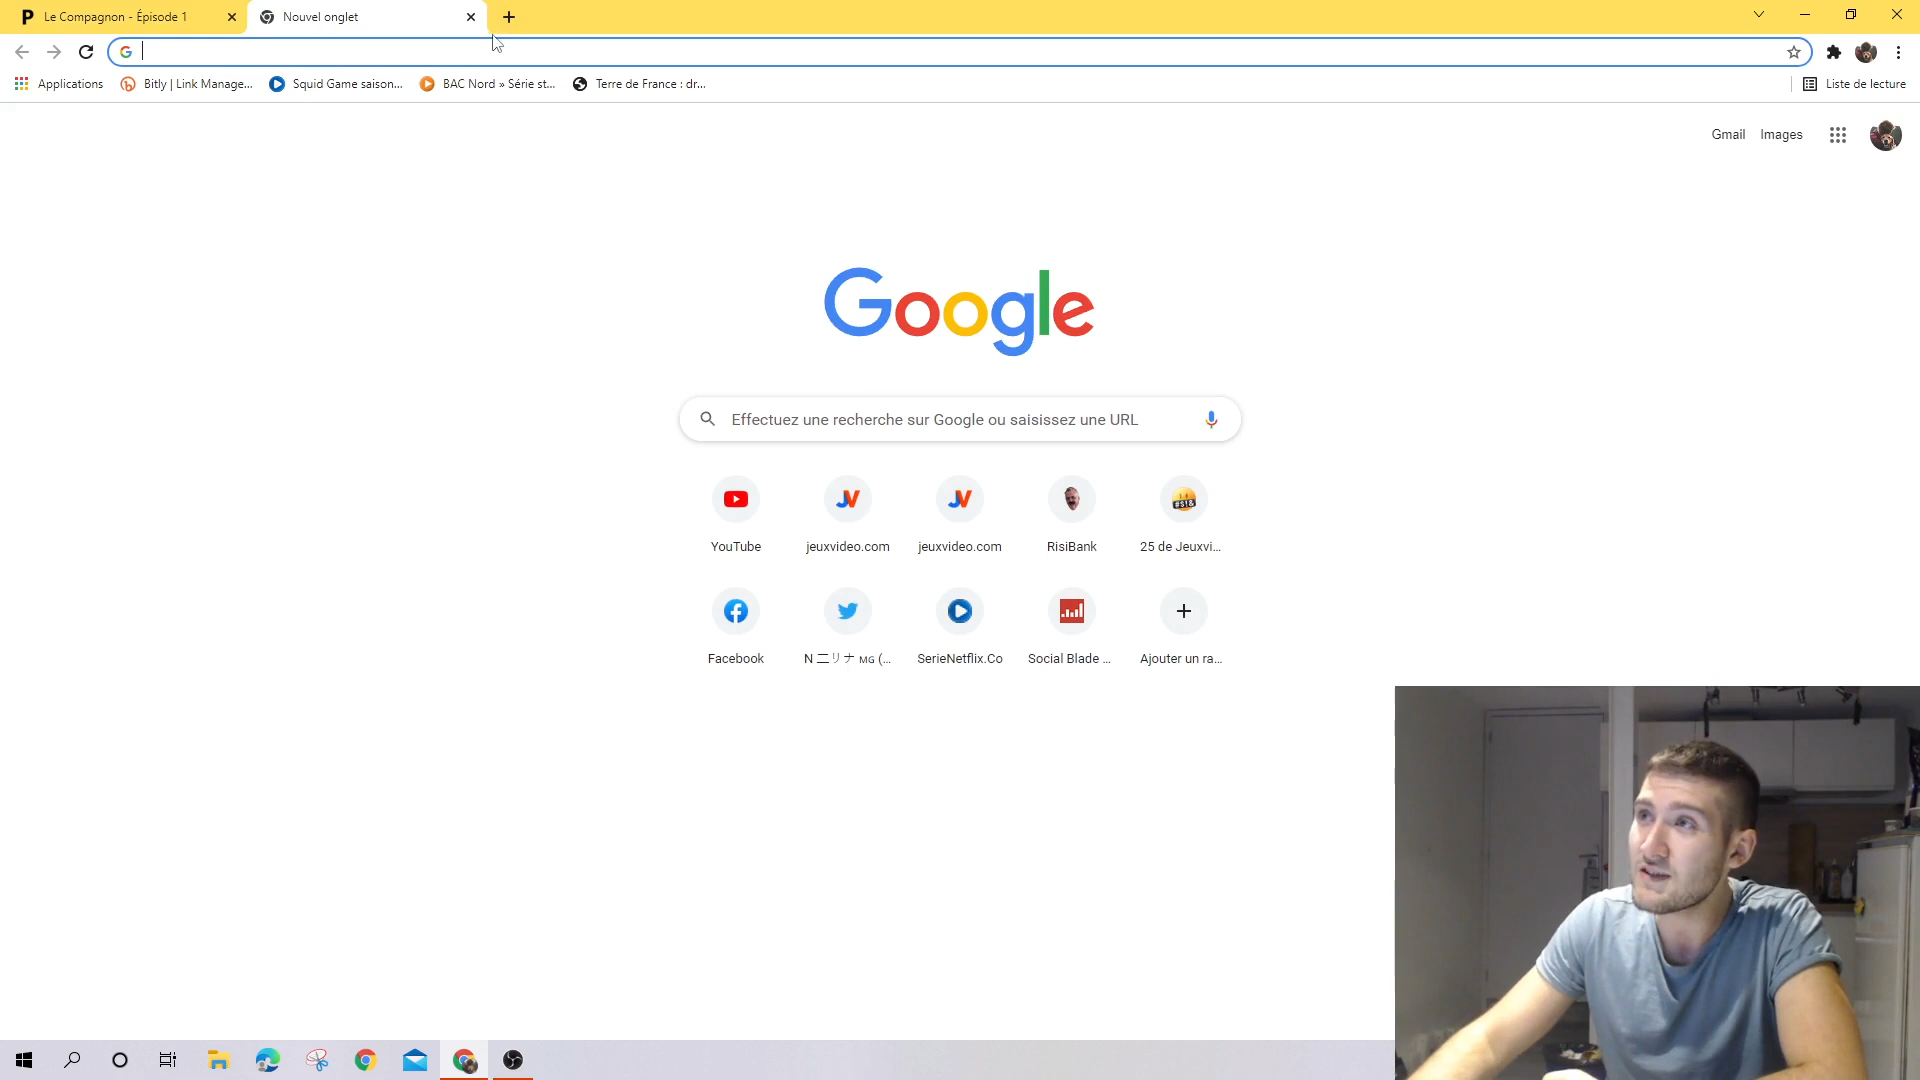 Le Compagnon - Épisode 1
Nouvel onglet
Applications
Bitly | Link Manage...
Squid Game saison...
BAC Nord » Série st...
Terre de France : dr...
Liste de lecture
Gmail
Images
Google
Effectuez une recherche sur Google ou saisissez une URL
YouTube
jeuxvideo.com
jeuxvideo.com
RisiBank
25 de Jeuxvi...
Facebook
N 二リナ ᴍɢ (...
SerieNetflix.Co
Social Blade ...
Ajouter un ra...